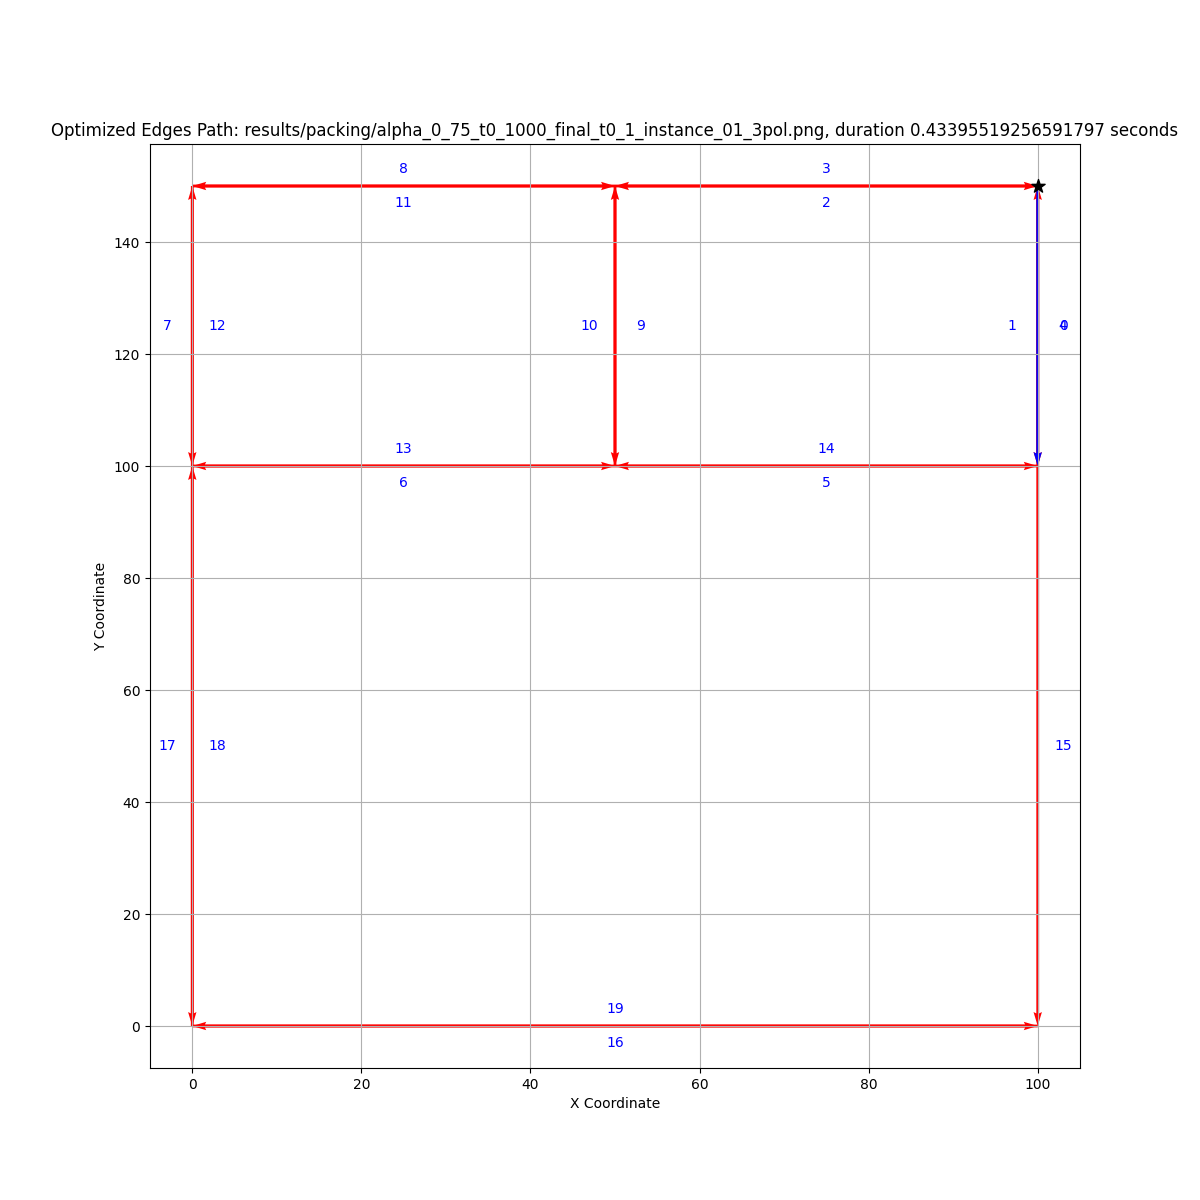 Optimized Edges Path: results/packing/alpha_0_75_t0_1000_final_t0_1_instance_01_3pol.png, duration 0.43395519256591797 seconds
8 3
11 2
140
7 12 10 9 1
120
13 14
100
6 5
80
Y Coordinate
60
17 18 15
40
20
19
0
16
0 20 40 60 80 100
X Coordinate